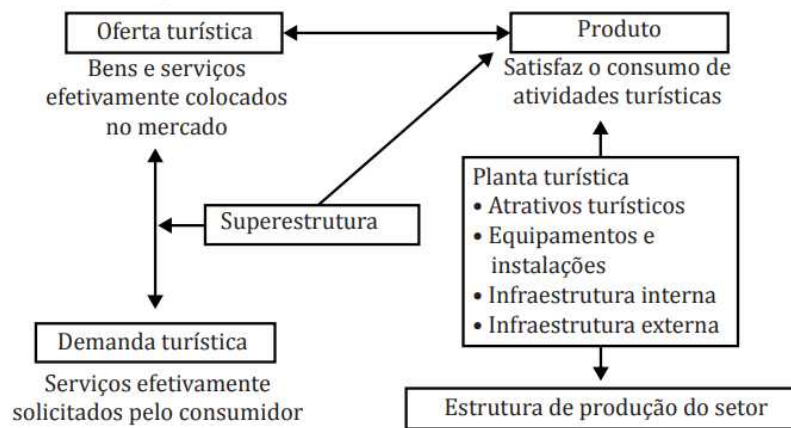 Oferta turística
Bens e serviços
efetivamente colocados
no mercado
Produto
Satisfaz o consumo de
atividades turísticas
Superestrutura
Planta turística
• Atrativos turísticos
• Equipamentos e
instalações
• Infraestrutura interna
• Infraestrutura externa
Demanda turística
Serviços efetivamente
solicitados pelo consumidor
Estrutura de produção do setor